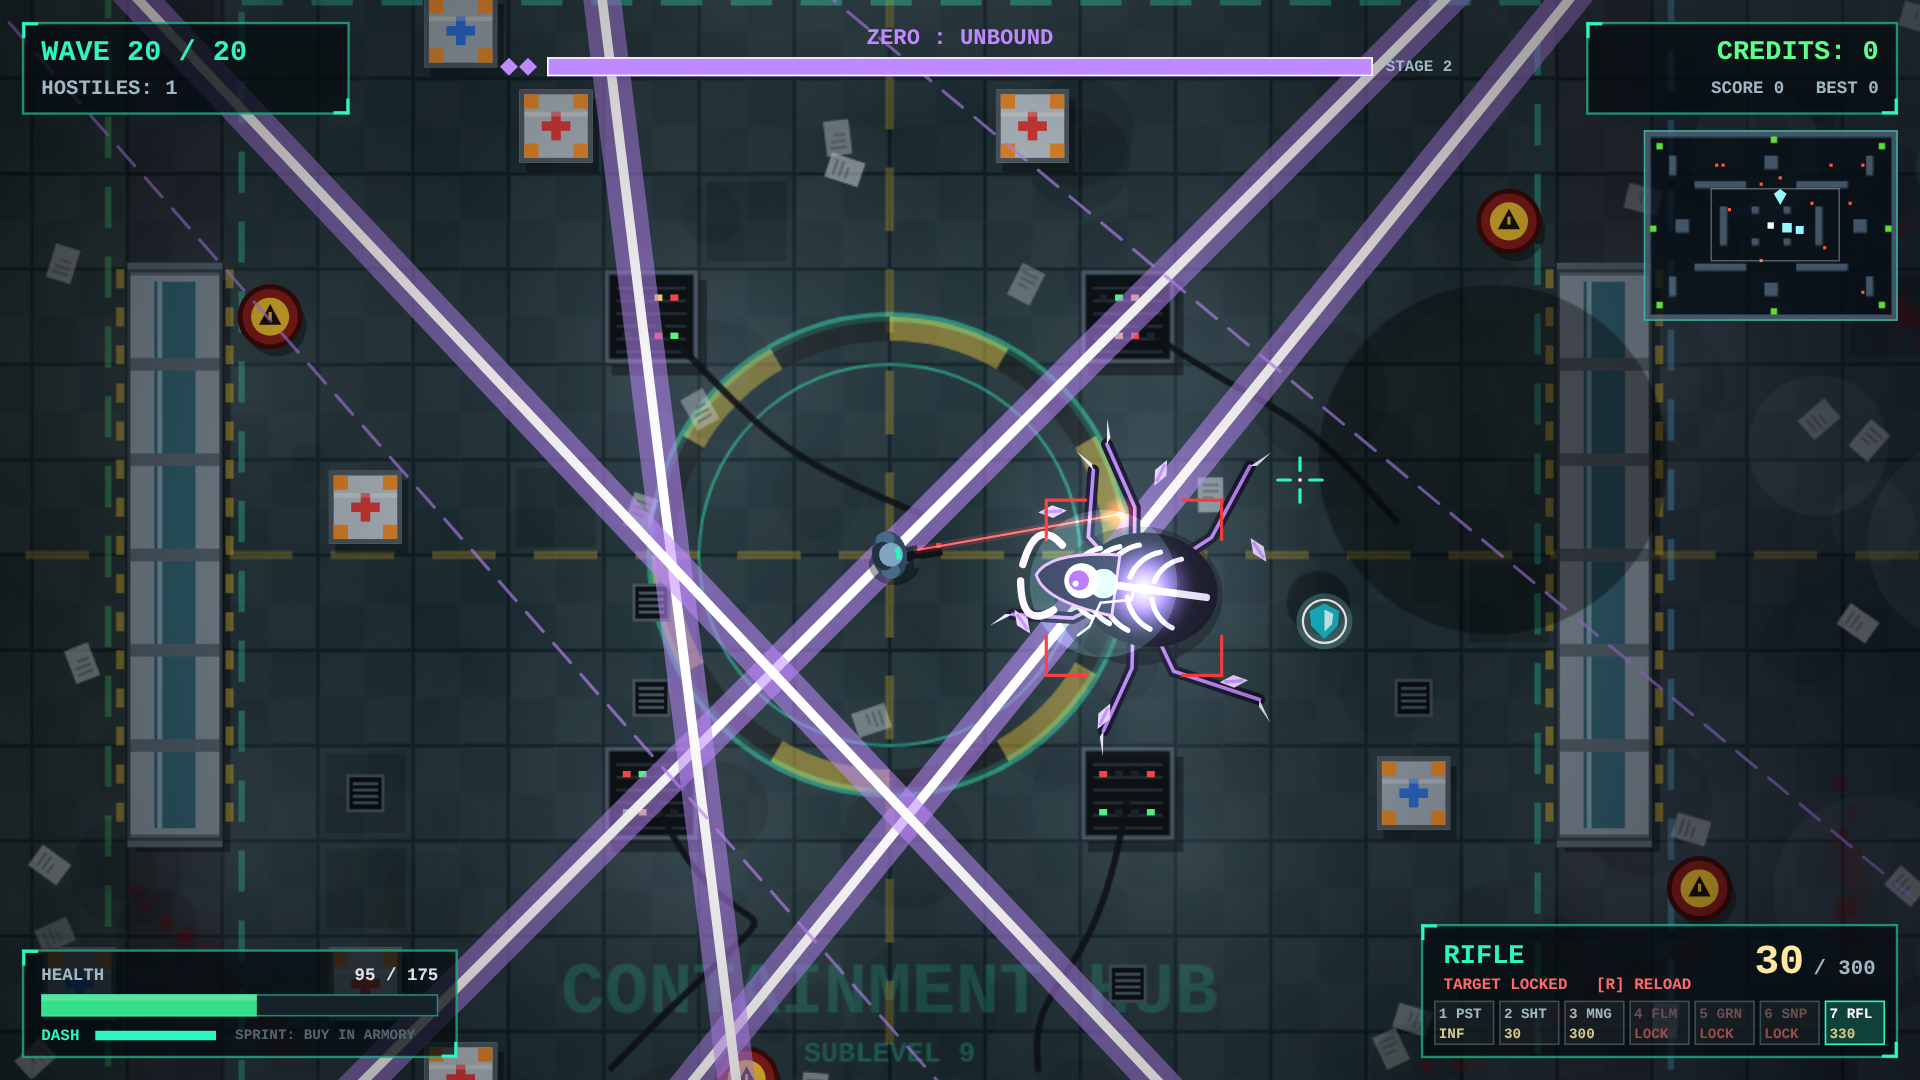 WAVE 20 / 20
HOSTILES: 1
ZERO : UNBOUND
STAGE 2
CREDITS: 0
SCORE 0 BEST 0
CONTAINMENT HUB
SUBLEVEL 9
HEALTH 95 / 175
DASH SPRINT: BUY IN ARMORY
RIFLE 30 / 300
TARGET LOCKED [R] RELOAD
1 PST 2 SHT 3 MNG 4 FLM 5 GRN 6 SNP 7 RFL
INF 30 300 LOCK LOCK LOCK 330